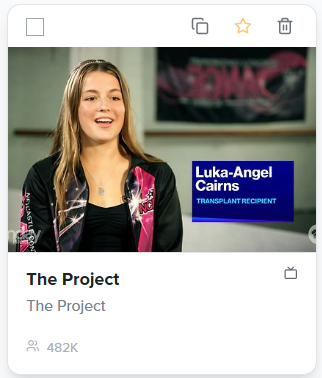 Luka-Angel
Cairns
TRANSPLANT RECIPIENT
The Project
The Project
482K